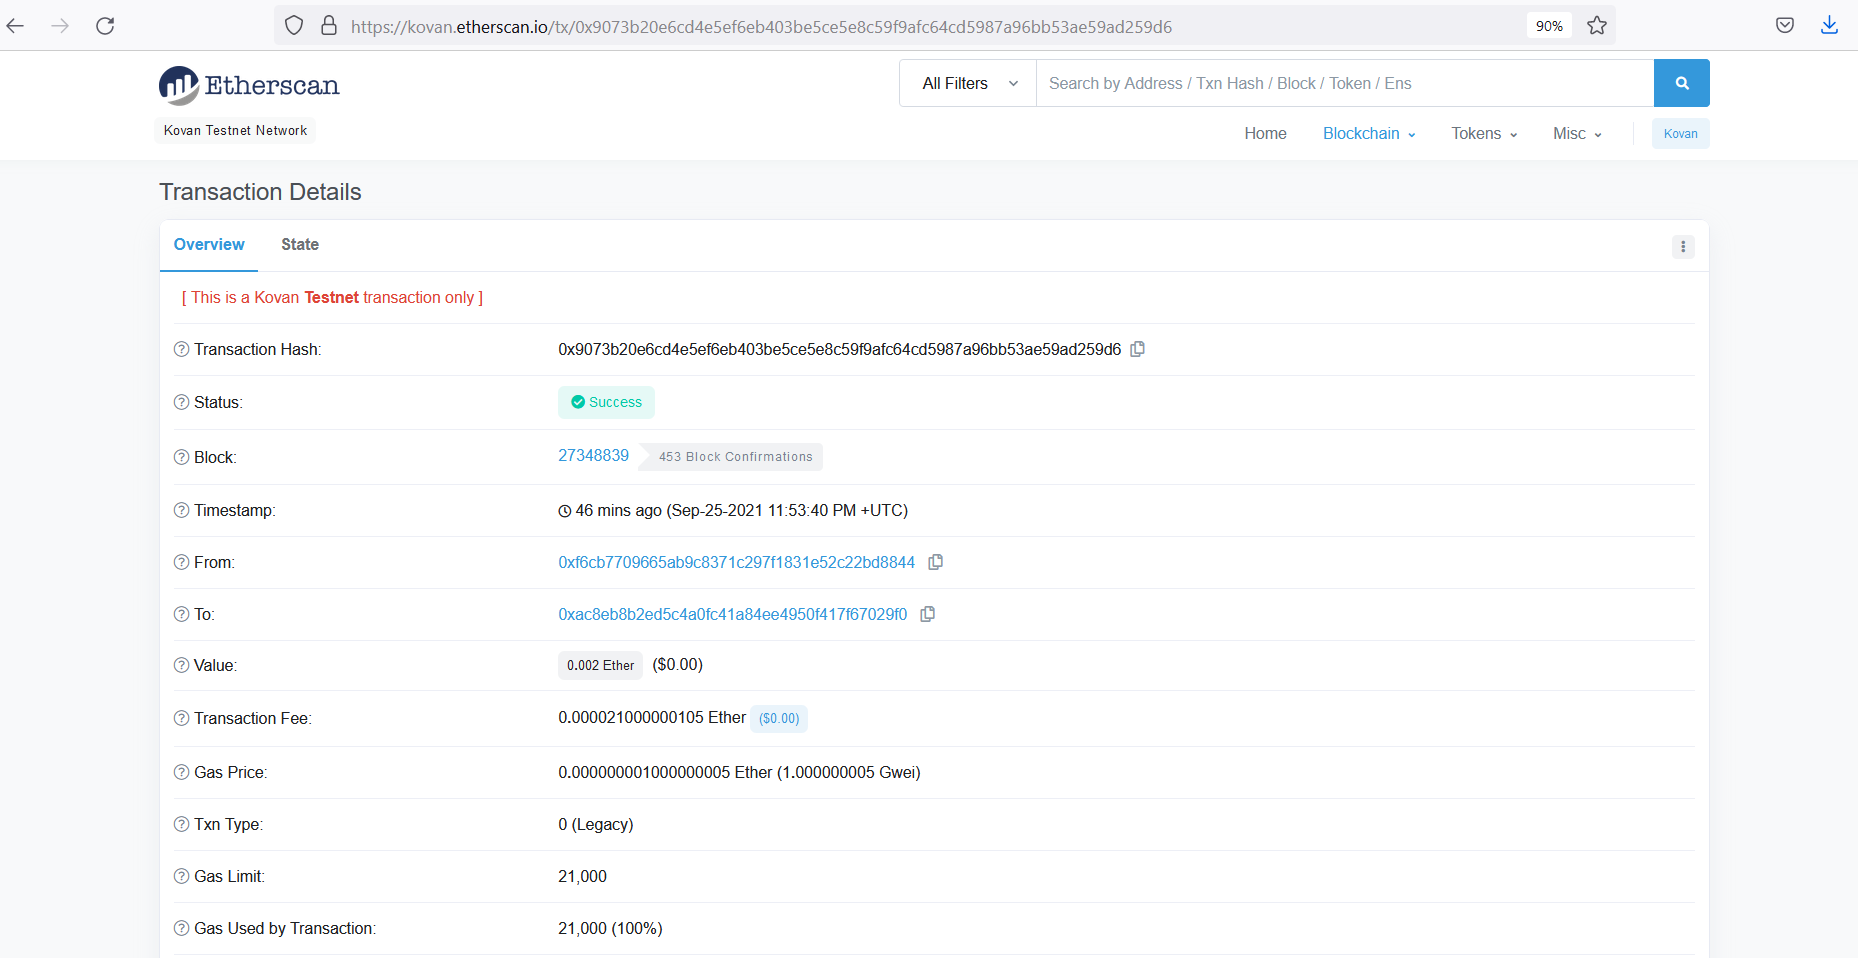 https://kovan.etherscan.io/tx/0x9073b20e6cd4e5ef6eb403be5ce5e8c59f9afc64cd5987a96bb53ae59ad259d6 90%
Etherscan
All Filters Search by Address / Txn Hash / Block / Token / Ens
Kovan Testnet Network
Home Blockchain Tokens Misc Kovan
Transaction Details
Overview State
[ This is a Kovan Testnet transaction only ]
Transaction Hash: 0x9073b20e6cd4e5ef6eb403be5ce5e8c59f9afc64cd5987a96bb53ae59ad259d6
Status: Success
Block: 27348839 453 Block Confirmations
Timestamp: 46 mins ago (Sep-25-2021 11:53:40 PM +UTC)
From: 0xf6cb7709665ab9c8371c297f1831e52c22bd8844
To: 0xac8eb8b2ed5c4a0fc41a84ee4950f417f67029f0
Value: 0.002 Ether ($0.00)
Transaction Fee: 0.000021000000105 Ether ($0.00)
Gas Price: 0.000000001000000005 Ether (1.000000005 Gwei)
Txn Type: 0 (Legacy)
Gas Limit: 21,000
Gas Used by Transaction: 21,000 (100%)